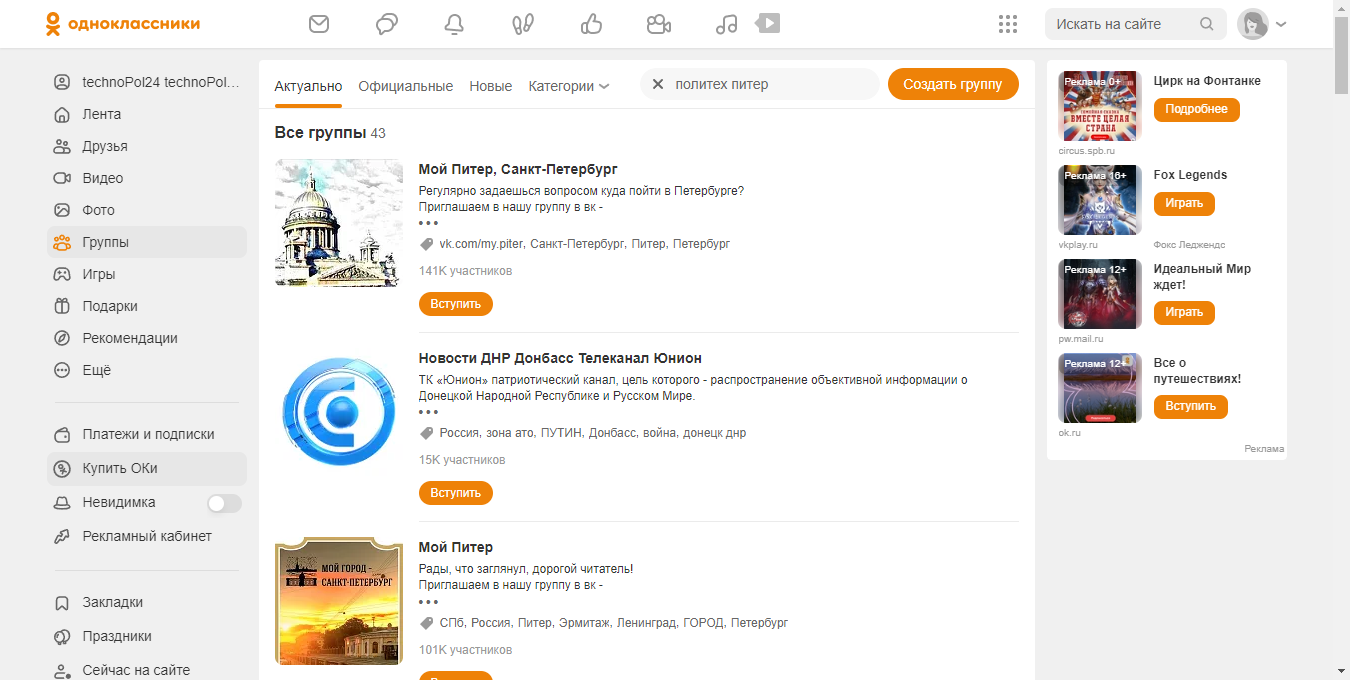 одноклассники
Искать на сайте
technoPol24 technoPol…
Лента
Друзья
Видео
Фото
Группы
Игры
Подарки
Рекомендации
Ещё
Платежи и подписки
Купить ОКи
Невидимка
Рекламный кабинет
Закладки
Праздники
Сейчас на сайте
Актуально Официальные Новые Категории
политех питер
Создать группу
Все группы 43
Мой Питер, Санкт-Петербург
Регулярно задаешься вопросом куда пойти в Петербурге?
Приглашаем в нашу группу в вк -
vk.com/my.piter, Санкт-Петербург, Питер, Петербург
141K участников
Вступить
Новости ДНР Донбасс Телеканал Юнион
ТК «Юнион» патриотический канал, цель которого - распространение объективной информации о
Донецкой Народной Республике и Русском Мире.
Россия, зона ато, ПУТИН, Донбасс, война, донецк днр
15K участников
Вступить
МОЙ ГОРОД -
САНКТ-ПЕТЕРБУРГ
Мой Питер
Рады, что заглянул, дорогой читатель!
Приглашаем в нашу группу в вк -
СПб, Россия, Питер, Эрмитаж, Ленинград, ГОРОД, Петербург
101K участников
Реклама 0+
ВМЕСТЕ ЦЕЛАЯ
СТРАНА
Цирк на Фонтанке
Подробнее
circus.spb.ru
Реклама 16+
Fox Legends
Играть
vkplay.ru
Фокс Леджендс
Реклама 12+
Идеальный Мир
ждет!
Играть
pw.mail.ru
Реклама 12+
Все о
путешествиях!
Вступить
ok.ru
Реклама